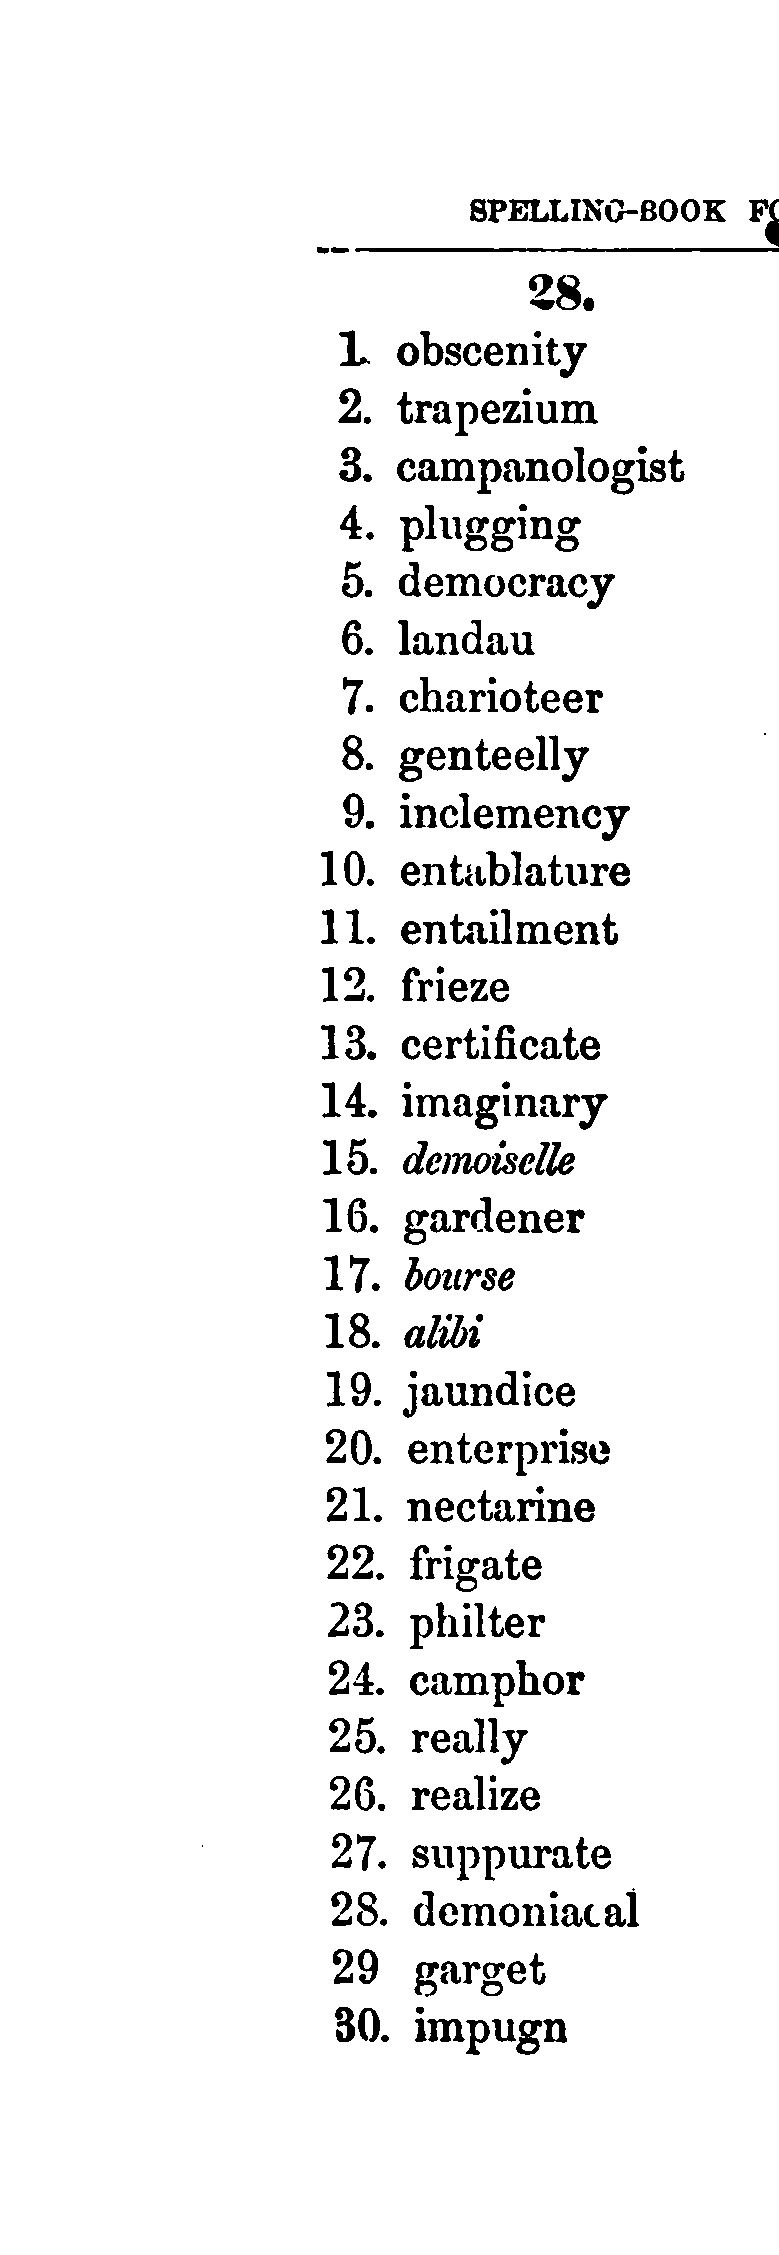 SPELLING-BOOK
28.
1. obscenity
2. trapezium
3. campanologist
4. plugging
5. democracy
6. landau
7. charioteer
8. genteelly
9. inclemency
10. entablature
11. entailment
12. frieze
13. certificate
14. imaginary
15. demoiselle
16. gardener
17. bourse
18. alibi
19. jaundice
20. enterprise
21. nectarine
22. frigate
23. philter
24. camphor
25. really
26. realize
27. suppurate
28. demoniacal
29 garget
30. impugn